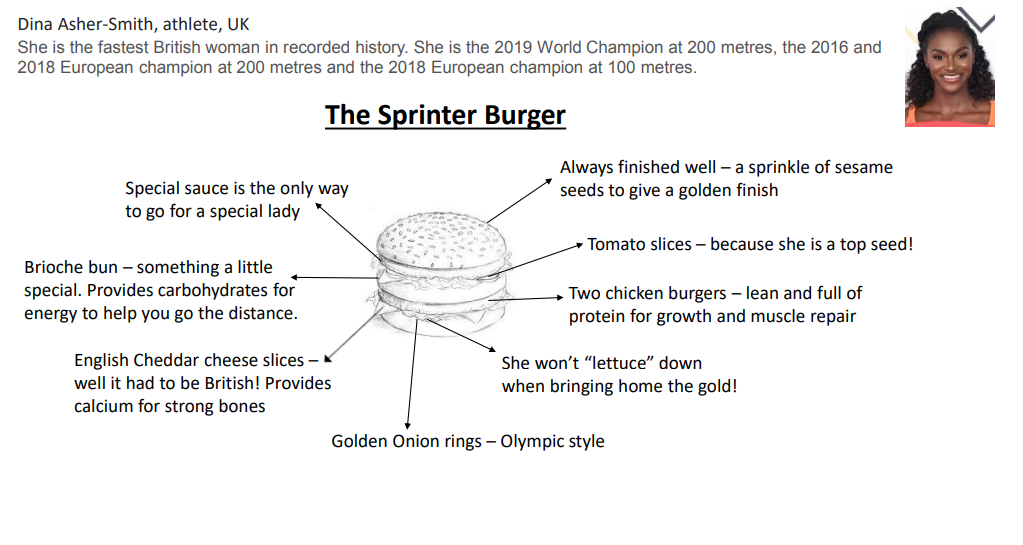 Dina Asher-Smith, athlete, UK
She is the fastest British woman in recorded history. She is the 2019 World Champion at 200 metres, the 2016 and
2018 European champion at 200 metres and the 2018 European champion at 100 metres.
The Sprinter Burger
Special sauce is the only way
to go for a special lady
Always finished well – a sprinkle of sesame
seeds to give a golden finish
Tomato slices – because she is a top seed!
Brioche bun – something a little
special. Provides carbohydrates for
energy to help you go the distance.
Two chicken burgers – lean and full of
protein for growth and muscle repair
English Cheddar cheese slices –
well it had to be British! Provides
calcium for strong bones
She won’t “lettuce” down
when bringing home the gold!
Golden Onion rings – Olympic style